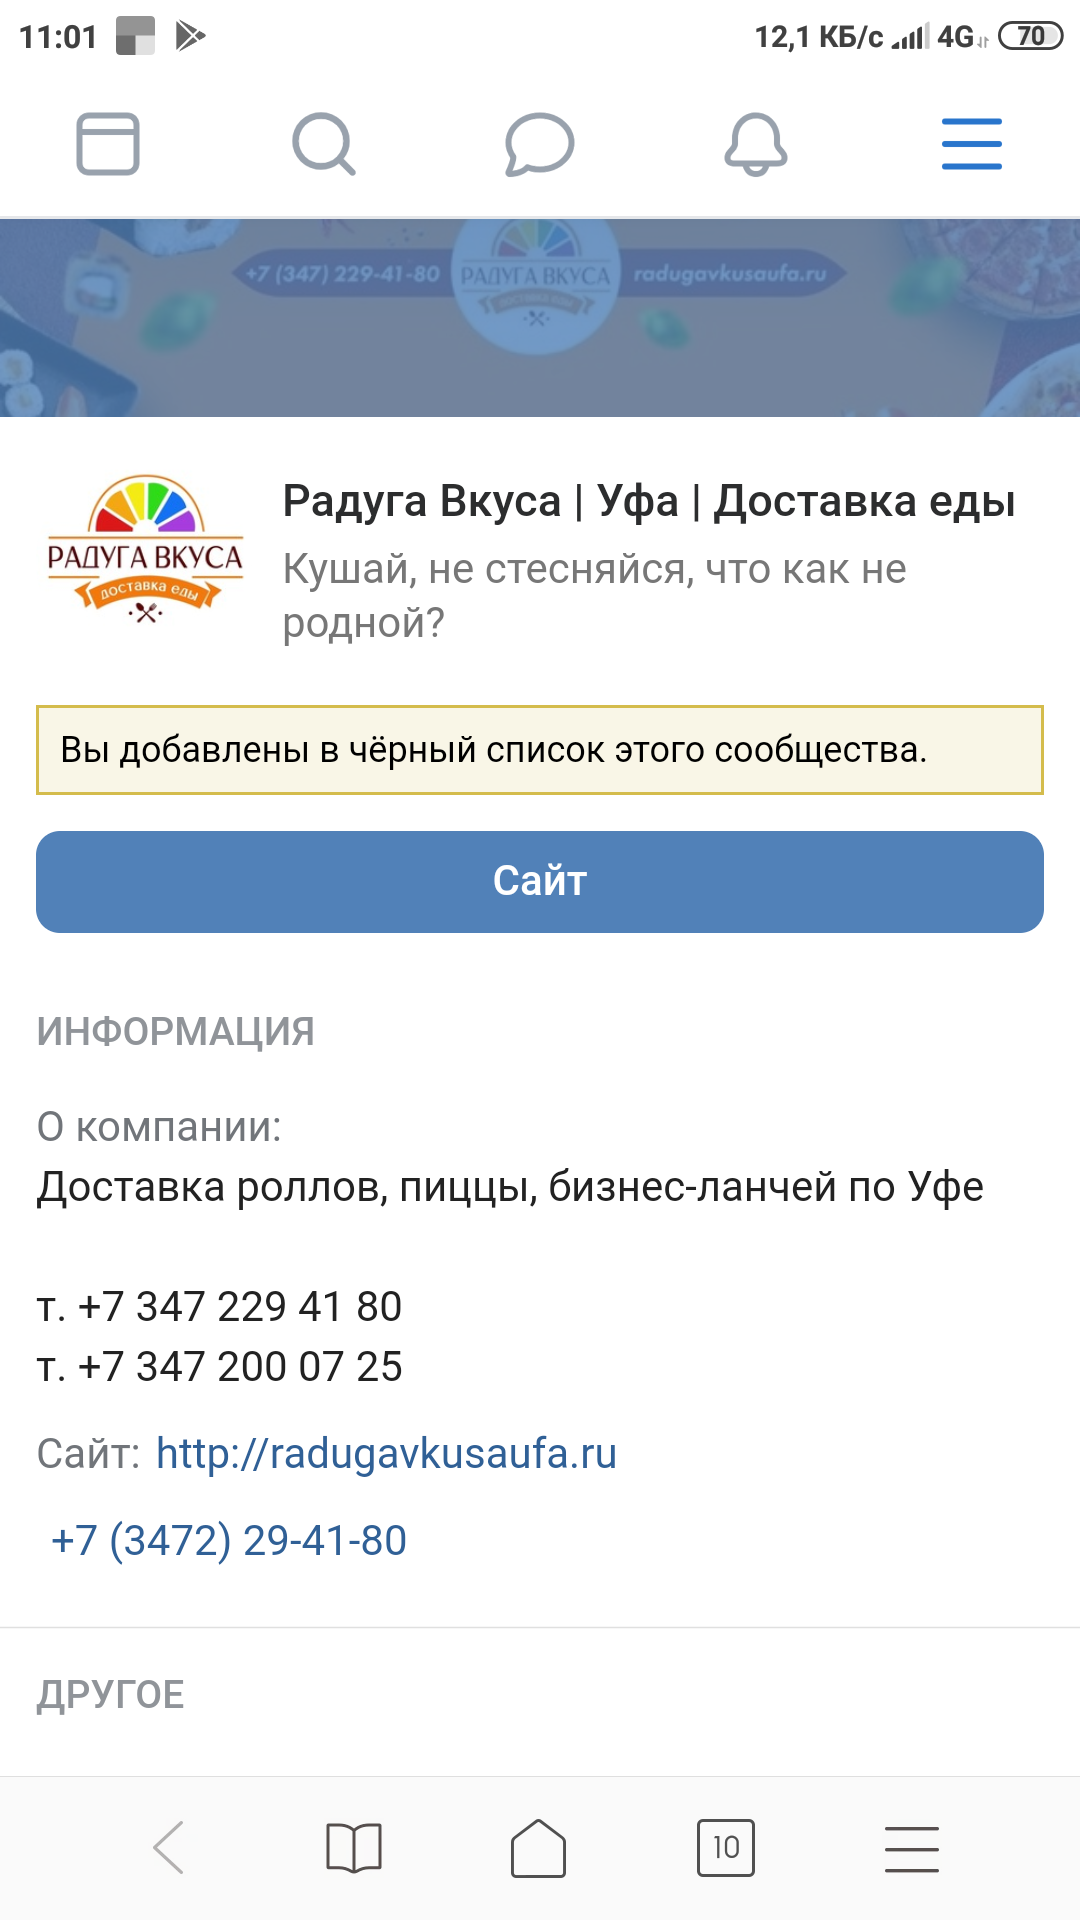 11:01
12,1 КБ/с 4G 70
+7 (347) 229-41-80 РАДУГА ВКУСА radugavkusaufa.ru
доставка еды
РАДУГА ВКУСА
доставка еды
Радуга Вкуса | Уфа | Доставка еды
Кушай, не стесняйся, что как не
родной?
Вы добавлены в чёрный список этого сообщества.
Сайт
ИНФОРМАЦИЯ
О компании:
Доставка роллов, пиццы, бизнес-ланчей по Уфе
т. +7 347 229 41 80
т. +7 347 200 07 25
Сайт: http://radugavkusaufa.ru
+7 (3472) 29-41-80
ДРУГОЕ
10